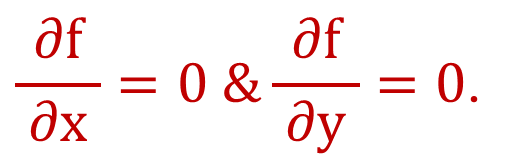 ∂f/∂x = 0 & ∂f/∂y = 0.